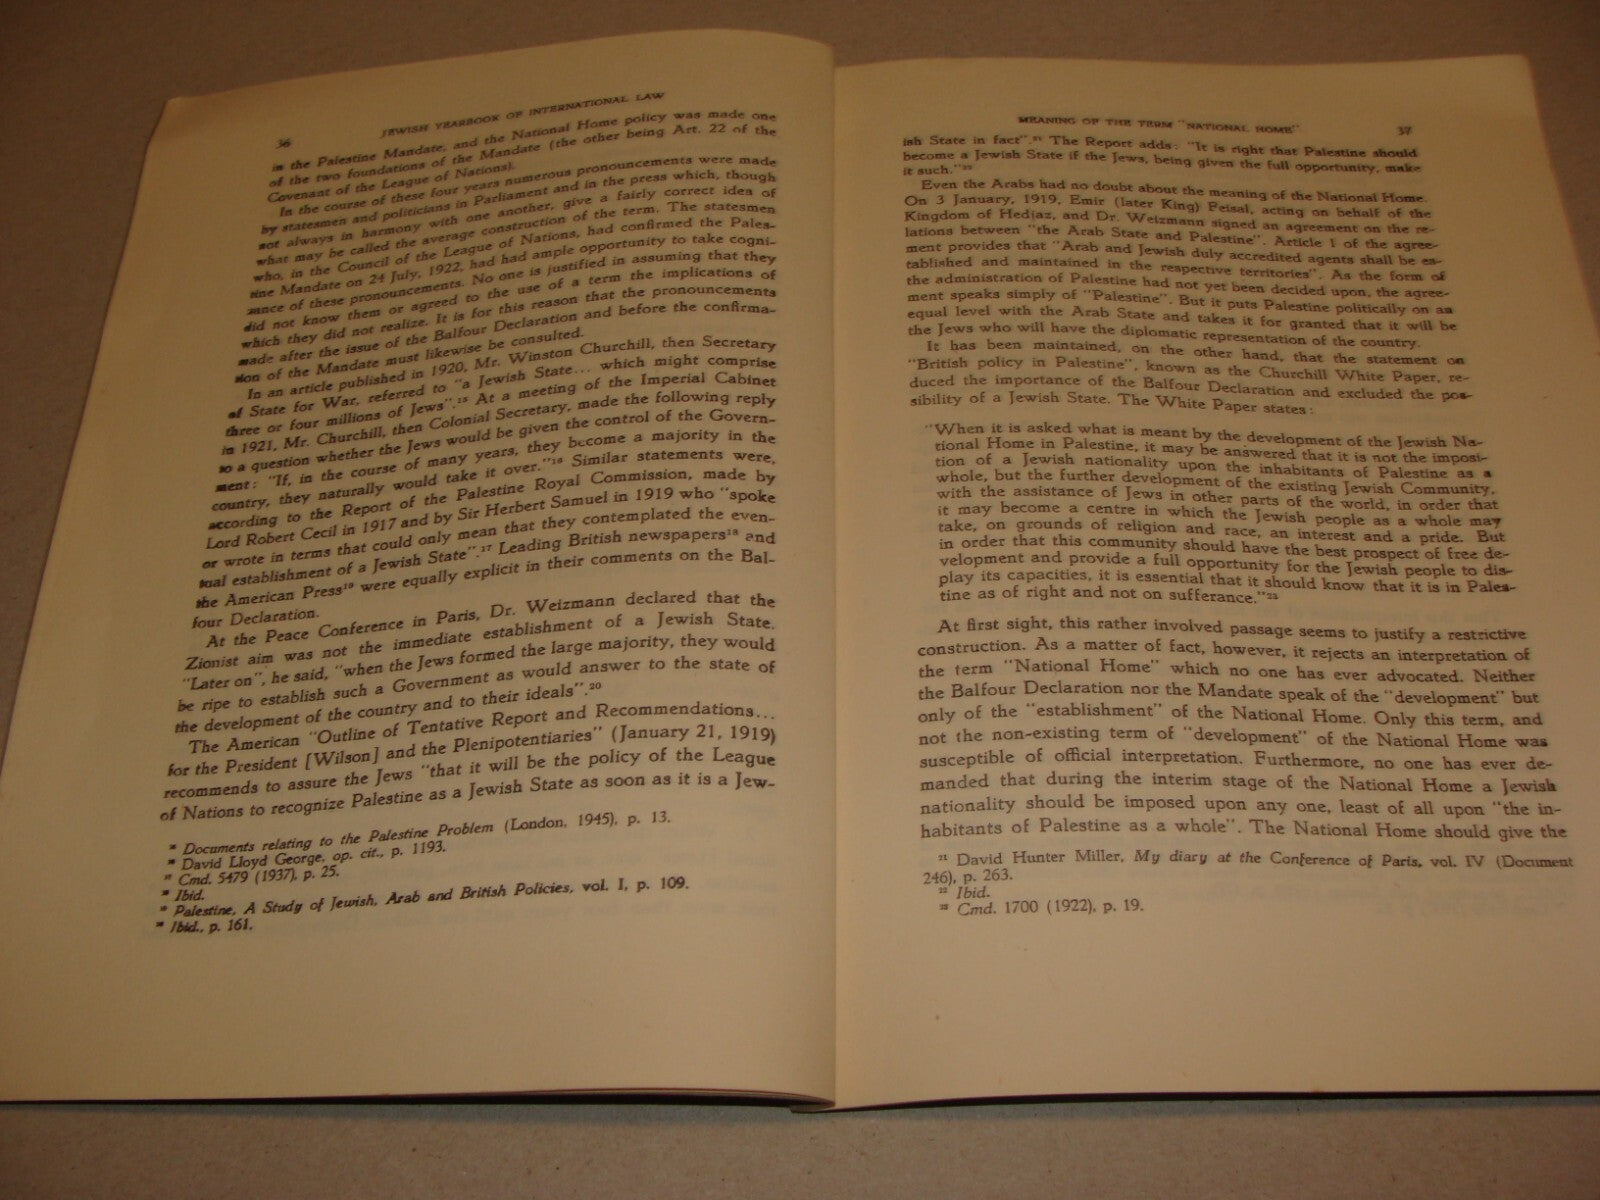 36
JEWISH YEARBOOK OF INTERNATIONAL LAW
in the Palestine Mandate, and the National Home policy was made one
of the two foundations of the Mandate (the other being Art. 22 of the
Covenant of the League of Nations).
In the course of these four years numerous pronouncements were made
by statesmen and politicians in Parliament and in the press which, though
not always in harmony with one another, give a fairly correct idea of
what may be called the average construction of the term. The statesmen
who, in the Council of the League of Nations, had confirmed the Pales-
tine Mandate on 24 July, 1922, had had ample opportunity to take cogni-
zance of these pronouncements. No one is justified in assuming that they
did not know them or agreed to the use of a term the implications of
which they did not realize. It is for this reason that the pronouncements
made after the issue of the Balfour Declaration and before the confirma-
tion of the Mandate must likewise be consulted.
In an article published in 1920, Mr. Winston Churchill, then Secretary
of State for War, referred to "a Jewish State... which might comprise
three or four millions of Jews".¹⁵ At a meeting of the Imperial Cabinet
in 1921, Mr. Churchill, then Colonial Secretary, made the following reply
to a question whether the Jews would be given the control of the Govern-
ment: "If, in the course of many years, they become a majority in the
country, they naturally would take it over."¹⁶ Similar statements were,
according to the Report of the Palestine Royal Commission, made by
Lord Robert Cecil in 1917 and by Sir Herbert Samuel in 1919 who "spoke
or wrote in terms that could only mean that they contemplated the even-
tual establishment of a Jewish State".¹⁷ Leading British newspapers¹⁸ and
the American Press¹⁹ were equally explicit in their comments on the Bal-
four Declaration.
At the Peace Conference in Paris, Dr. Weizmann declared that the
Zionist aim was not the immediate establishment of a Jewish State.
"Later on", he said, "when the Jews formed the large majority, they would
be ripe to establish such a Government as would answer to the state of
the development of the country and to their ideals".²⁰
The American "Outline of Tentative Report and Recommendations...
for the President [Wilson] and the Plenipotentiaries" (January 21, 1919)
recommends to assure the Jews "that it will be the policy of the League
of Nations to recognize Palestine as a Jewish State as soon as it is a Jew-
Documents relating to the Palestine Problem (London, 1945), p. 13.
David Lloyd George, op. cit., p. 1193.
¹⁷ Cmd. 5479 (1937), p. 25.
Ibid.
Palestine, A Study of Jewish, Arab and British Policies, vol. I, p. 109.
Ibid., p. 161.
MEANING OF THE TERM "NATIONAL HOME"
37
ish State in fact".²¹ The Report adds: "It is right that Palestine should
become a Jewish State if the Jews, being given the full opportunity, make
it such."²²
Even the Arabs had no doubt about the meaning of the National Home.
On 3 January, 1919, Emir (later King) Feisal, acting on behalf of the
Kingdom of Hedjaz, and Dr. Weizmann signed an agreement on the re-
lations between "the Arab State and Palestine". Article 1 of the agree-
ment provides that "Arab and Jewish duly accredited agents shall be es-
tablished and maintained in the respective territories". As the form of
the administration of Palestine had not yet been decided upon, the agree-
ment speaks simply of "Palestine". But it puts Palestine politically on an
equal level with the Arab State and takes it for granted that it will be
the Jews who will have the diplomatic representation of the country.
It has been maintained, on the other hand, that the statement on
"British policy in Palestine", known as the Churchill White Paper, re-
duced the importance of the Balfour Declaration and excluded the pos-
sibility of a Jewish State. The White Paper states:
"When it is asked what is meant by the development of the Jewish Na-
tional Home in Palestine, it may be answered that it is not the imposi-
tion of a Jewish nationality upon the inhabitants of Palestine as a
whole, but the further development of the existing Jewish Community,
with the assistance of Jews in other parts of the world, in order that
it may become a centre in which the Jewish people as a whole may
take, on grounds of religion and race, an interest and a pride. But
in order that this community should have the best prospect of free de-
velopment and provide a full opportunity for the Jewish people to dis-
play its capacities, it is essential that it should know that it is in Pales-
tine as of right and not on sufferance."²³
At first sight, this rather involved passage seems to justify a restrictive
construction. As a matter of fact, however, it rejects an interpretation of
the term "National Home" which no one has ever advocated. Neither
the Balfour Declaration nor the Mandate speak of the "development" but
only of the "establishment" of the National Home. Only this term, and
not the non-existing term of "development" of the National Home was
susceptible of official interpretation. Furthermore, no one has ever de-
manded that during the interim stage of the National Home a Jewish
nationality should be imposed upon any one, least of all upon "the in-
habitants of Palestine as a whole". The National Home should give the
²¹ David Hunter Miller, My diary at the Conference of Paris, vol. IV (Document
246), p. 263.
²² Ibid.
²³ Cmd. 1700 (1922), p. 19.